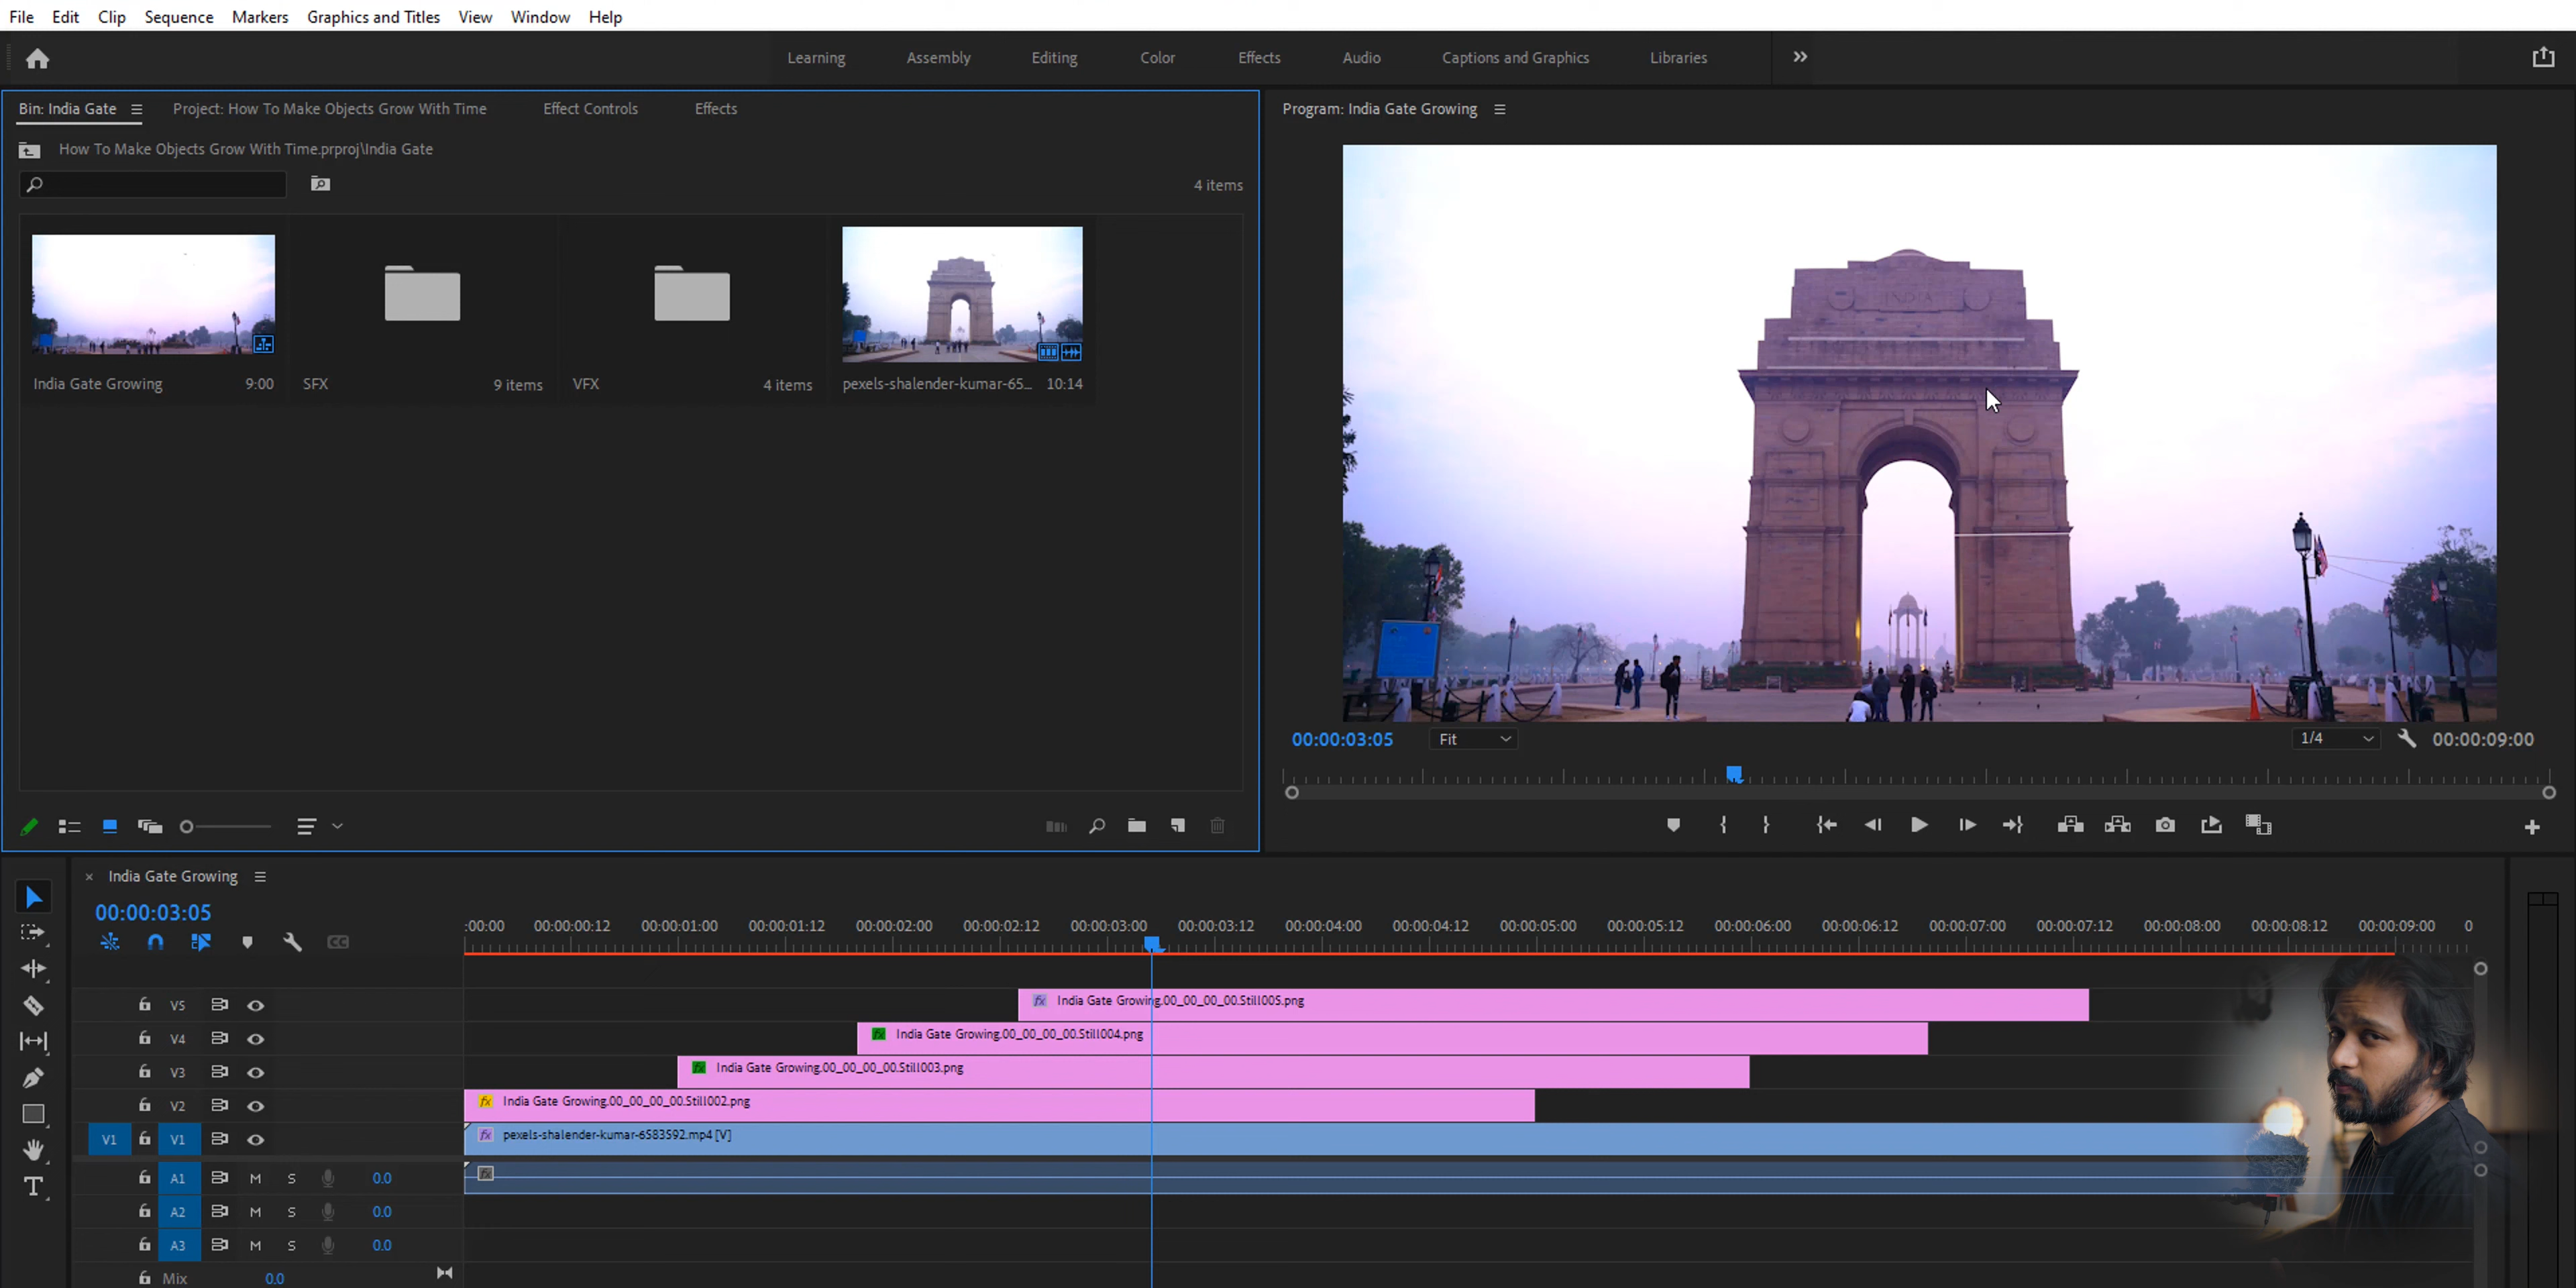 File Edit Clip Sequence Markers Graphics and Titles View Window Help
Learning Assembly Editing Color Effects Audio Captions and Graphics Libraries
Bin: India Gate Project: How To Make Objects Grow With Time Effect Controls Effects
How To Make Objects Grow With Time.prproj\India Gate
4 items
India Gate Growing 9:00 SFX 9 items VFX 4 items pexels-shalender-kumar-65... 10:14
Program: India Gate Growing
INDIA
00:00:03:05 Fit 1/4 00:00:09:00
× India Gate Growing
00:00:03:05
:00:00 00:00:00:12 00:00:01:00 00:00:01:12 00:00:02:00 00:00:02:12 00:00:03:00 00:00:03:12 00:00:04:00 00:00:04:12 00:00:05:00 00:00:05:12 00:00:06:00 00:00:06:12 00:00:07:00 00:00:07:12 00:00:08:00 00:00:08:12 00:00:09:00 0
V5 fx India Gate Growing.00_00_00_00.Still005.png
V4 fx India Gate Growing.00_00_00_00.Still004.png
V3 fx India Gate Growing.00_00_00_00.Still003.png
V2 fx India Gate Growing.00_00_00_00.Still002.png
V1 V1 fx pexels-shalender-kumar-6583592.mp4 [V]
A1 M S 0.0 fx
A2 M S 0.0
A3 M S 0.0
Mix 0.0